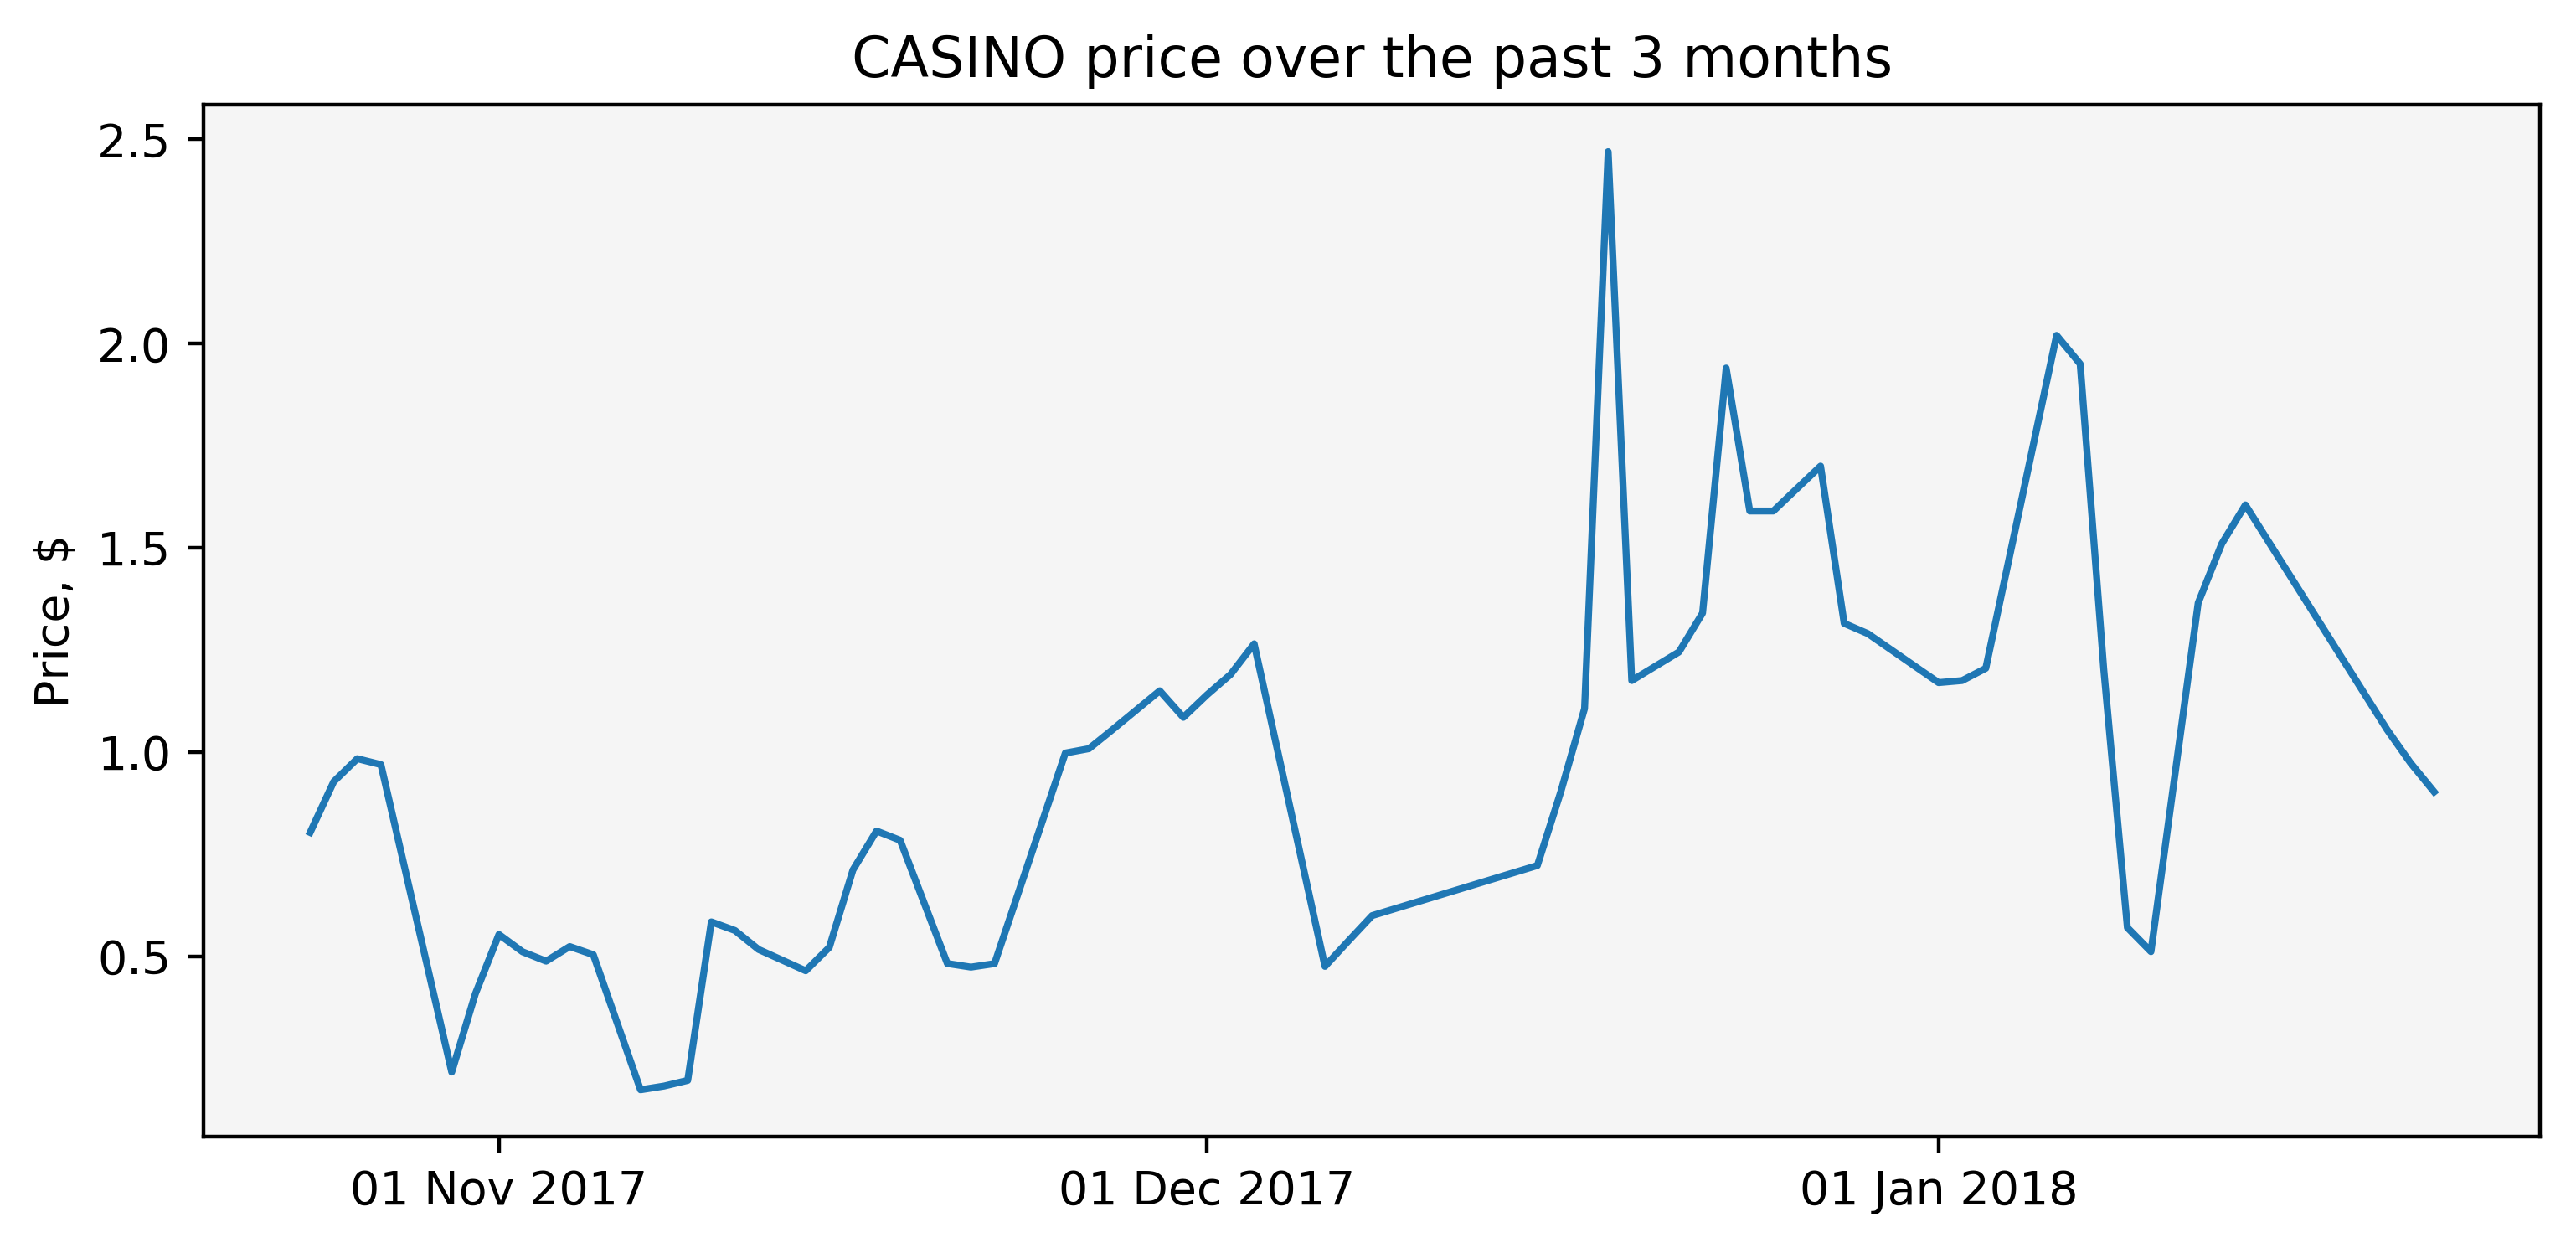 CASINO price over the past 3 months
2.5
2.0
1.5
1.0
0.5
Price, $
01 Nov 2017
01 Dec 2017
01 Jan 2018